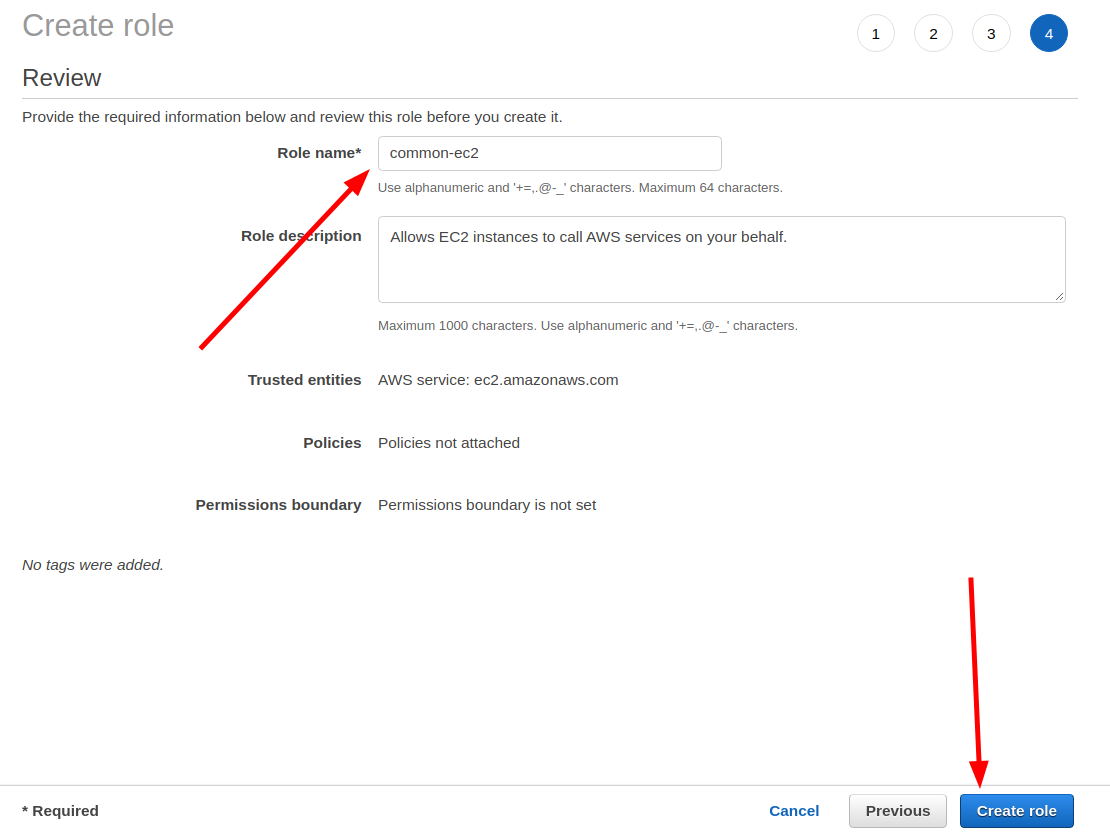 Create role
1 2 3 4
Review
Provide the required information below and review this role before you create it.
Role name* common-ec2
Use alphanumeric and '+=,.@-_' characters. Maximum 64 characters.
Role description Allows EC2 instances to call AWS services on your behalf.
Maximum 1000 characters. Use alphanumeric and '+=,.@-_' characters.
Trusted entities AWS service: ec2.amazonaws.com
Policies Policies not attached
Permissions boundary Permissions boundary is not set
No tags were added.
* Required Cancel Previous Create role